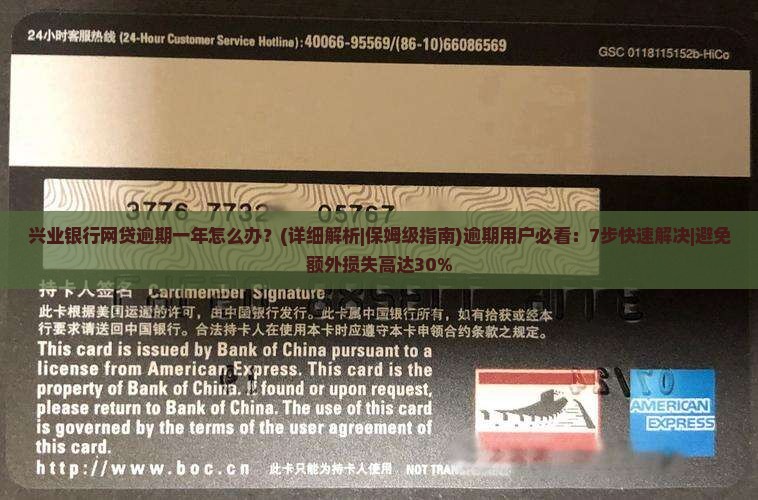 24小时客服热线 (24-Hour Customer Service Hotline):40066-95569/(86-10)66086569
GSC 0118115152b-HiCo
3776 7732 05767
兴业银行网贷逾期一年怎么办？(详细解析|保姆级指南)逾期用户必看：7步快速解决|避免
额外损失高达30%
持卡人签名 Cardmember Signature
此卡根据美国运通的许可，由中国银行发行。此卡属中国银行所有，如有拾获或经本
行要求请送回中国银行。合法持卡人在使用本卡时应遵守本卡申领合约条款之规定。
This card is issued by Bank of China pursuant to a
license from American Express. This card is the
property of Bank of China. If found or upon request,
please return to Bank of China. The use of this card
is governed by the terms of the user agreement of
this card.
http://www.boc.cn 此卡只能为持卡人使用 NOT
AMERICAN
EXPRESS